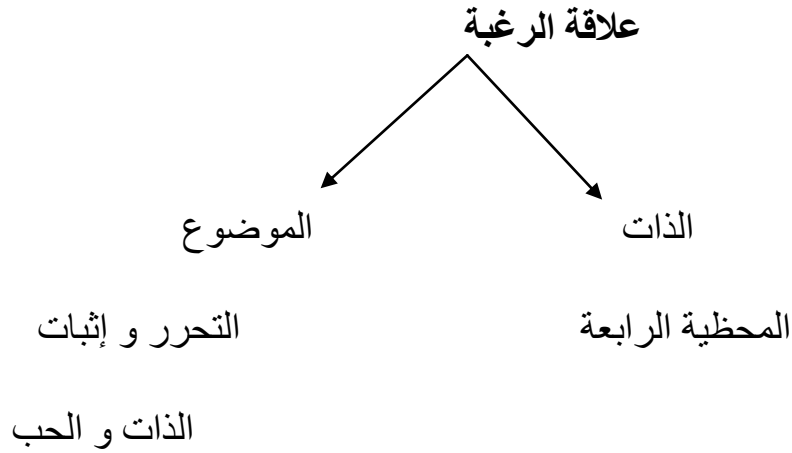 علاقة الرغبة
الذات
الموضوع
المحظية الرابعة
التحرر و إثبات
الذات و الحب